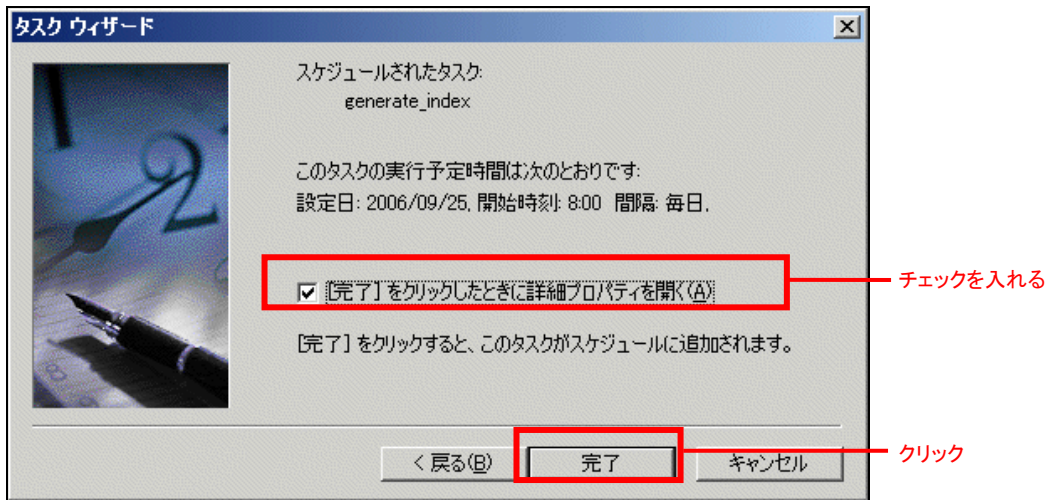 タスク ウィザード
スケジュールされたタスク:
generate_index
このタスクの実行予定時間は次のとおりです:
設定日: 2006/09/25, 開始時刻: 8:00 間隔: 毎日,
[完了] をクリックしたときに詳細プロパティを開く(A)
チェックを入れる
[完了] をクリックすると、このタスクがスケジュールに追加されます。
< 戻る(B)
完了
キャンセル
クリック